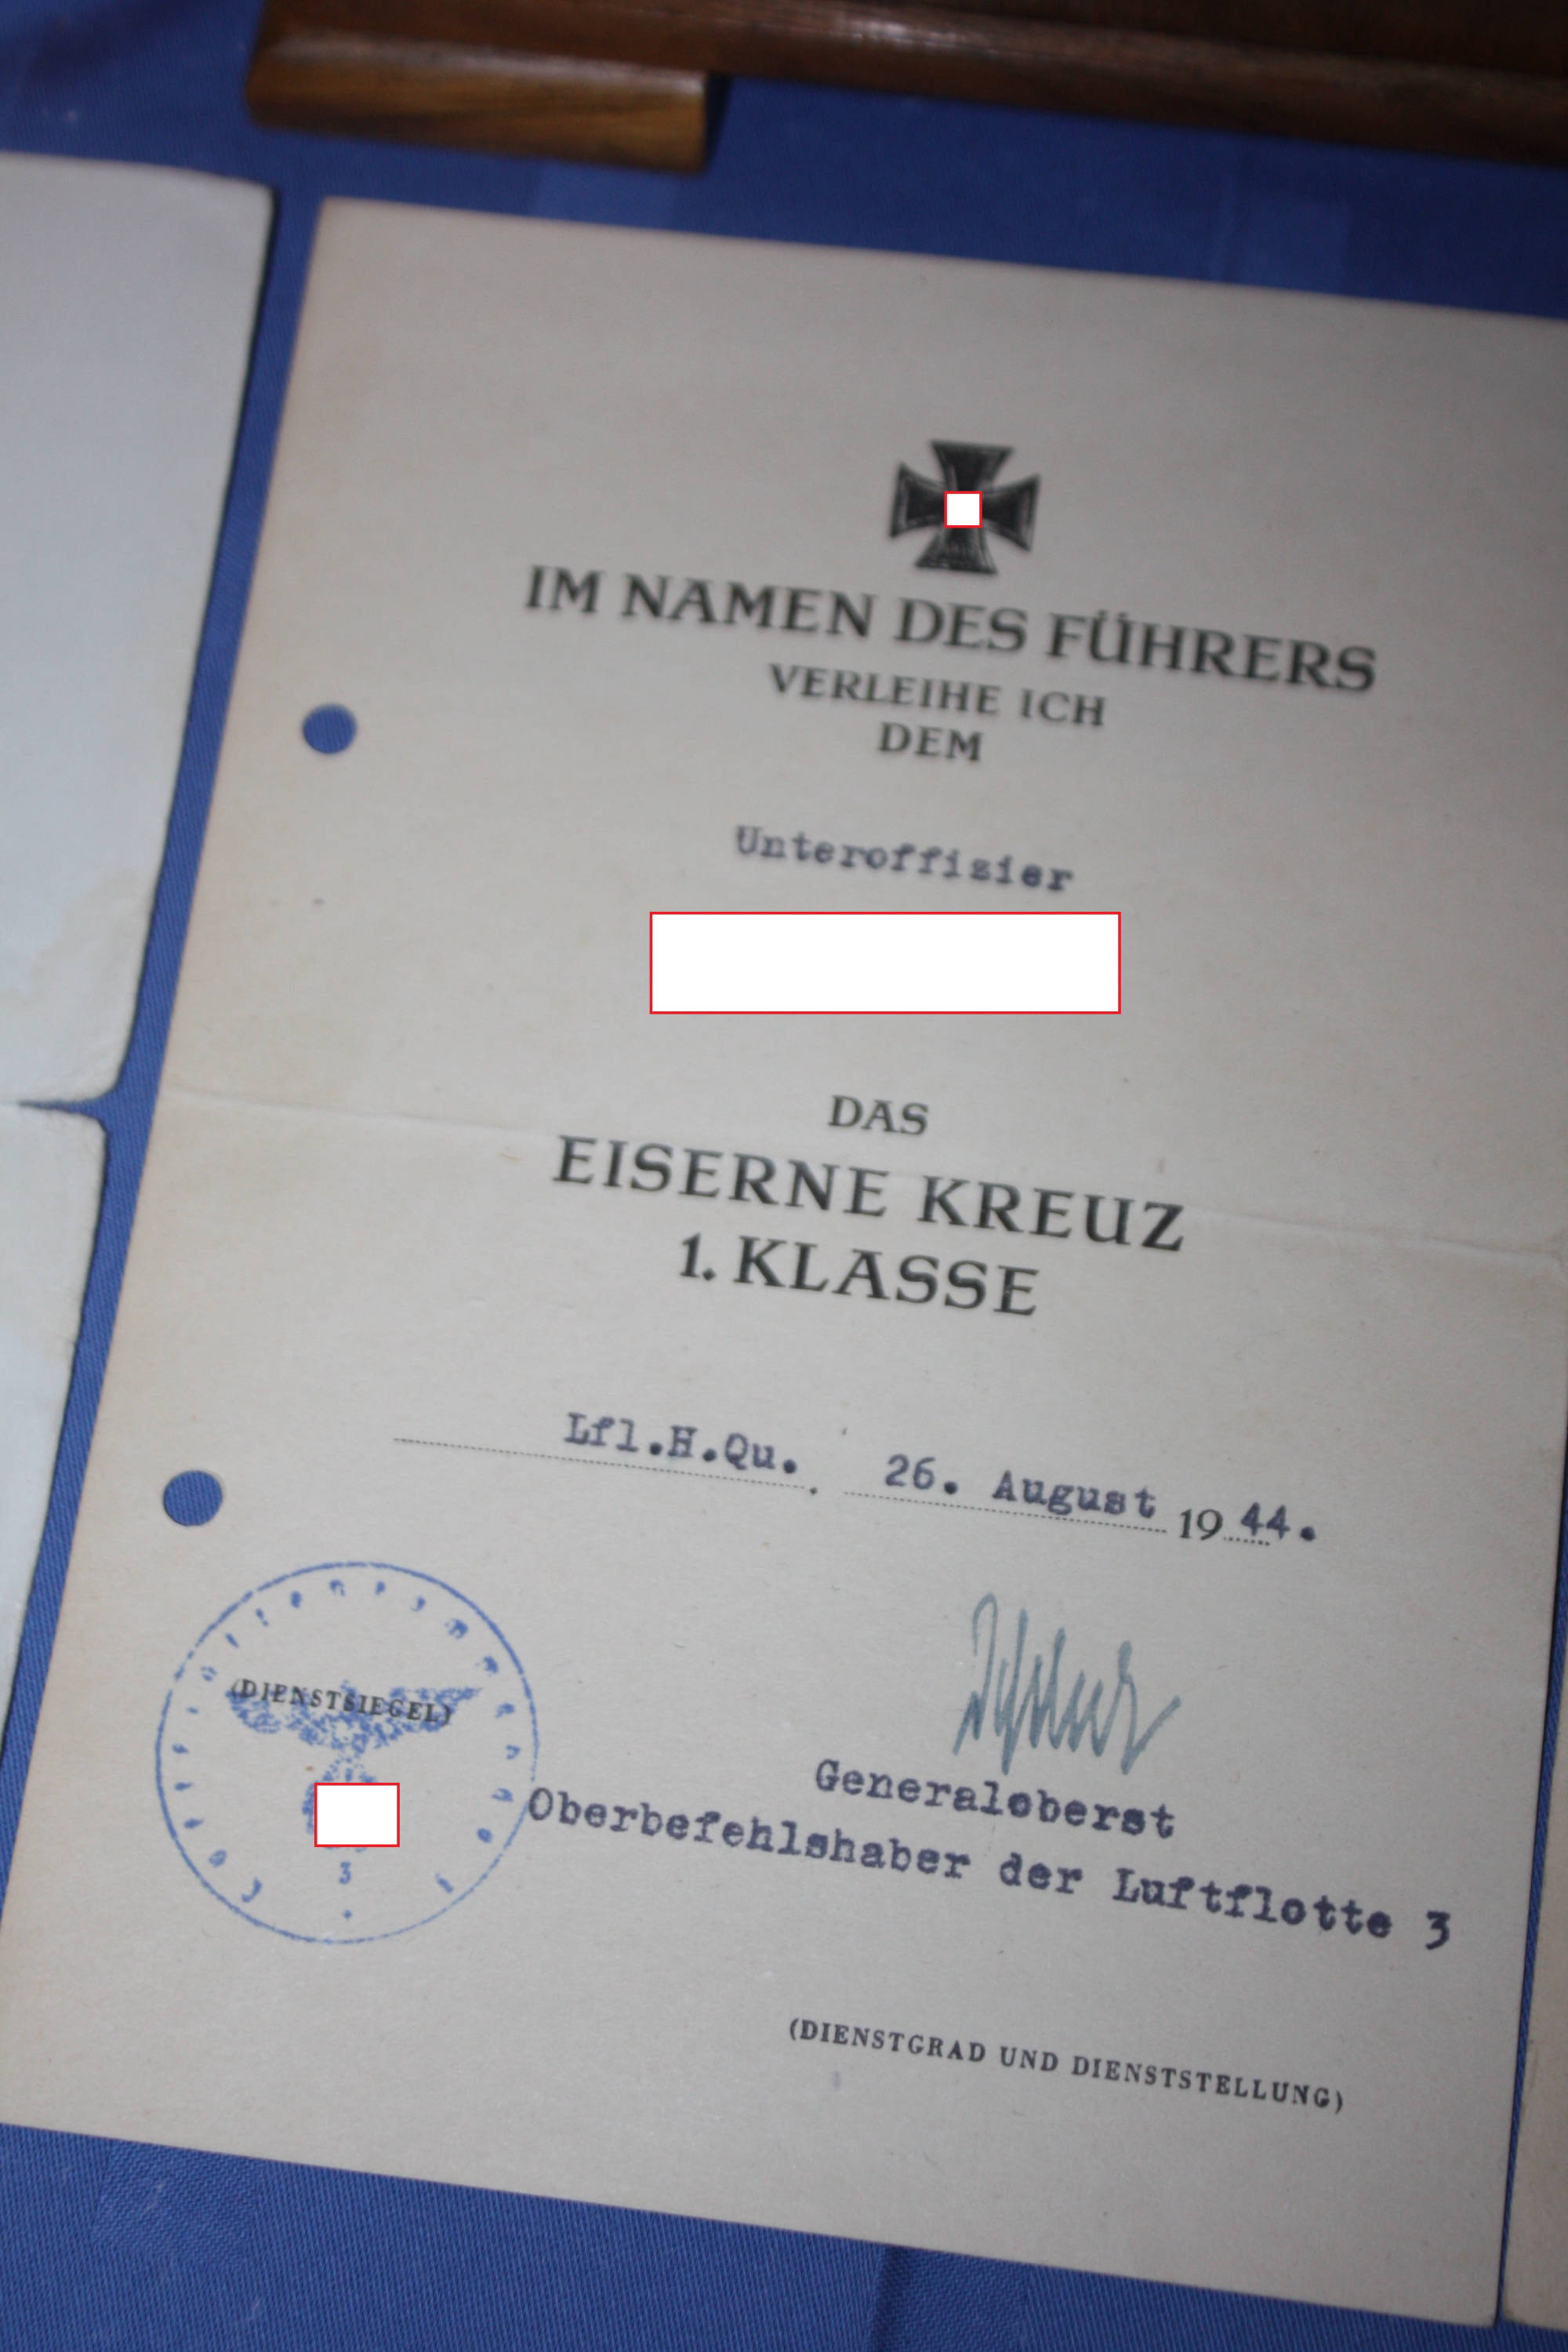 IM NAMEN DES FÜHRERS
VERLEIHE ICH
DEM
Unteroffizier
DAS
EISERNE KREUZ
1. KLASSE
Lfl.H.Qu. . 26. August 1944.
(DIENSTSIEGEL)
3
Generaloberst
Oberbefehlshaber der Luftflotte 3
(DIENSTGRAD UND DIENSTSTELLUNG)